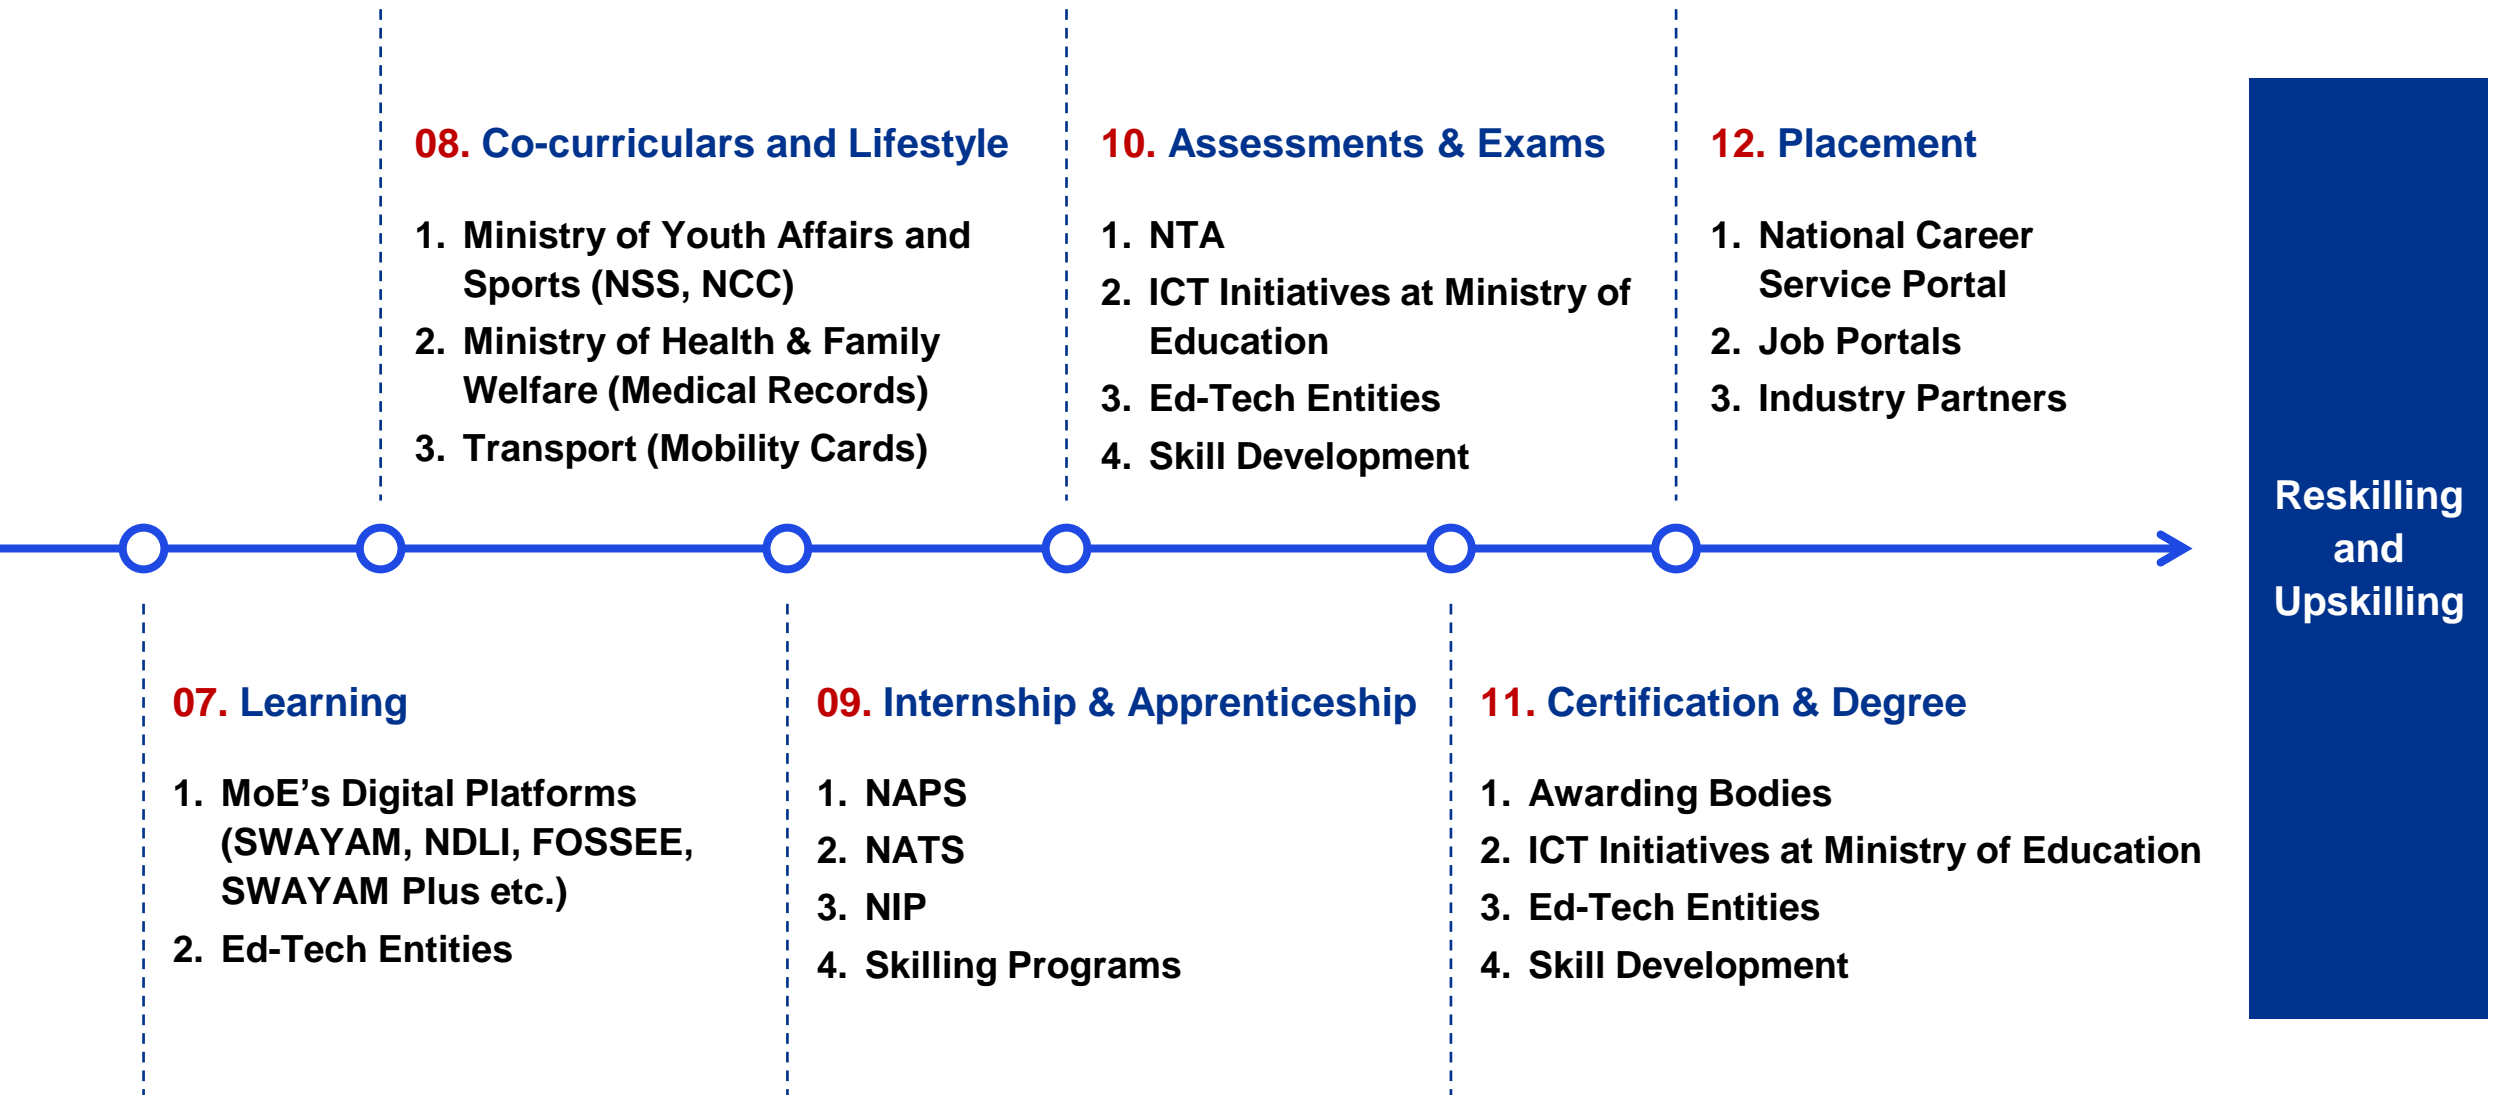 08. Co-curriculars and Lifestyle
1. Ministry of Youth Affairs and
Sports (NSS, NCC)
2. Ministry of Health & Family
Welfare (Medical Records)
3. Transport (Mobility Cards)
10. Assessments & Exams
1. NTA
2. ICT Initiatives at Ministry of
Education
3. Ed-Tech Entities
4. Skill Development
12. Placement
1. National Career
Service Portal
2. Job Portals
3. Industry Partners
07. Learning
1. MoE’s Digital Platforms
(SWAYAM, NDLI, FOSSEE,
SWAYAM Plus etc.)
2. Ed-Tech Entities
09. Internship & Apprenticeship
1. NAPS
2. NATS
3. NIP
4. Skilling Programs
11. Certification & Degree
1. Awarding Bodies
2. ICT Initiatives at Ministry of Education
3. Ed-Tech Entities
4. Skill Development
Reskilling
and
Upskilling